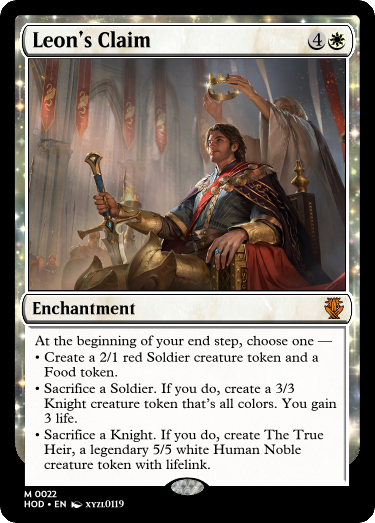 Leon's Claim 4
Enchantment
At the beginning of your end step, choose one —
• Create a 2/1 red Soldier creature token and a
Food token.
• Sacrifice a Soldier. If you do, create a 3/3
Knight creature token that's all colors. You gain
3 life.
• Sacrifice a Knight. If you do, create The True
Heir, a legendary 5/5 white Human Noble
creature token with lifelink.
M 0022
HOD • EN XYZL0119